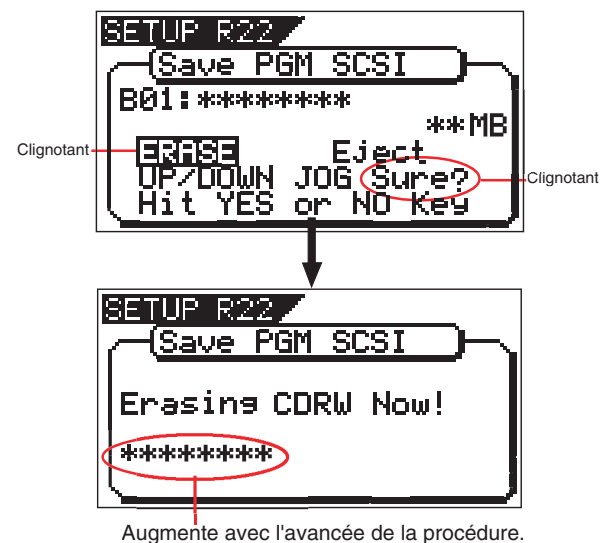 SETUP R22
Save PGM SCSI
B01:********
**MB
Clignotant
ERASE Eject
UP/DOWN JOG Sure?
Clignotant
Hit YES or NO Key
SETUP R22
Save PGM SCSI
Erasing CDRW Now!
********
Augmente avec l'avancée de la procédure.